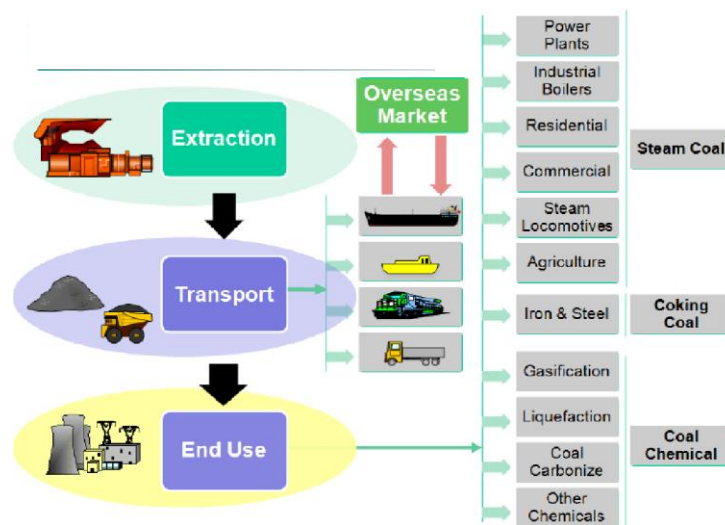 Extraction
Transport
End Use
Overseas
Market
Power
Plants
Industrial
Boilers
Residential
Commercial
Steam
Locomotives
Agriculture
Iron & Steel
Gasification
Liquefaction
Coal
Carbonize
Other
Chemicals
Steam Coal
Coking
Coal
Coal
Chemical